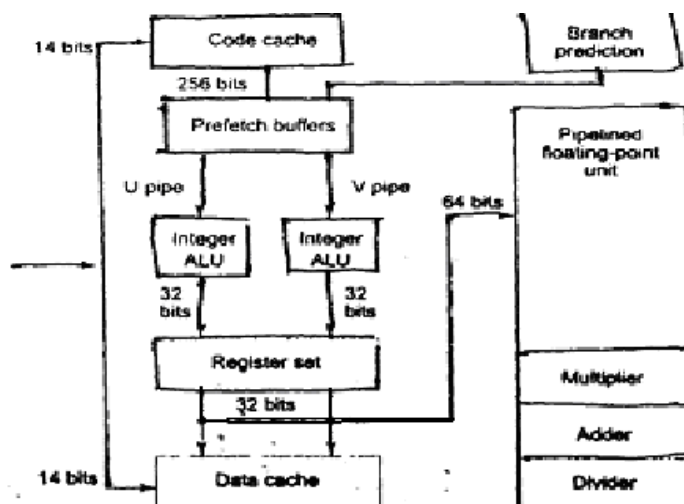 14 bits
Code cache
Branch
prediction
256 bits
Prefetch buffers
Pipelined
floating-point
unit
U pipe
V pipe
64 bits
Integer
ALU
Integer
ALU
32
bits
32
bits
Register set
Multiplier
32 bits
Adder
14 bits
Data cache
Divider